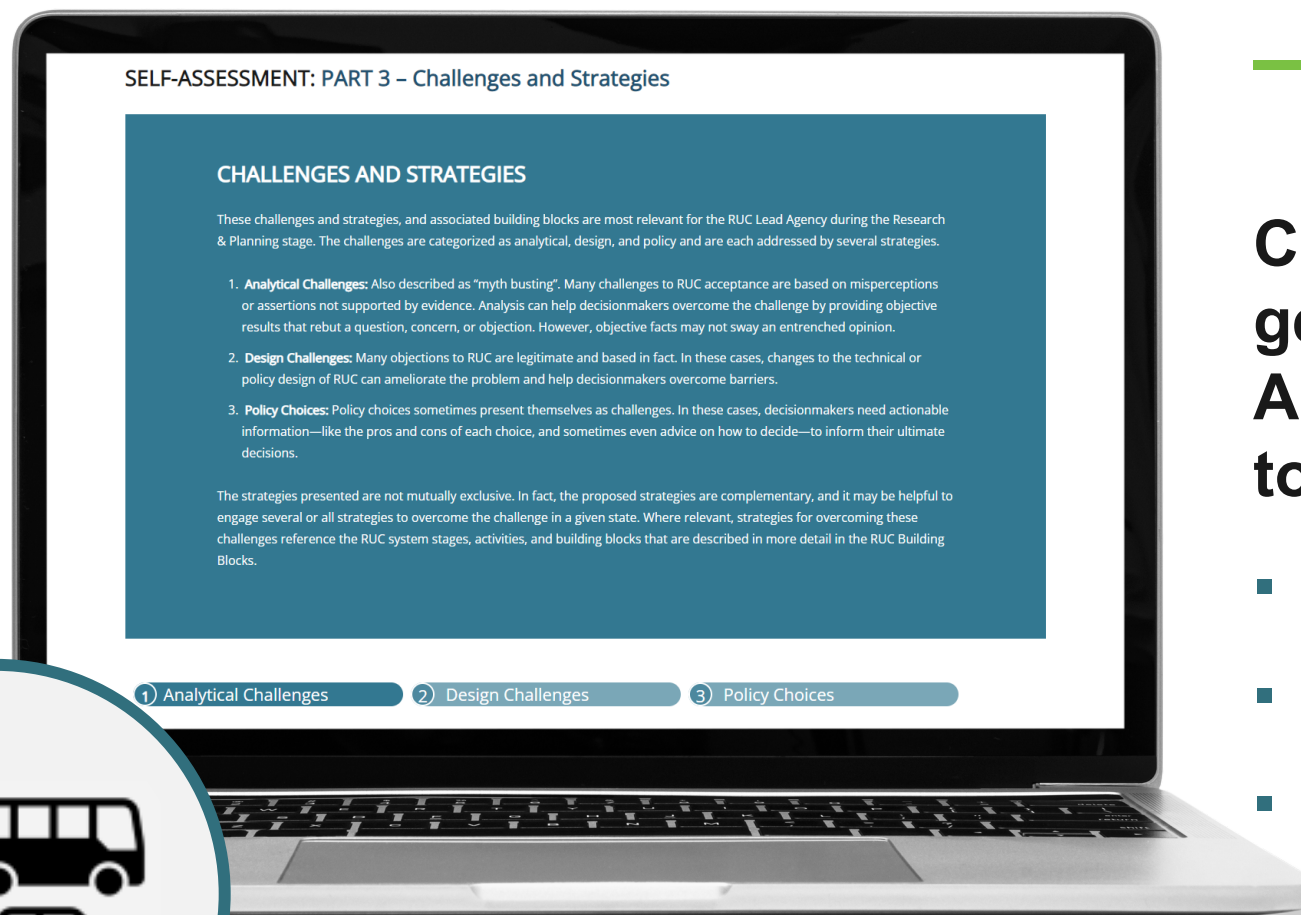 SELF-ASSESSMENT: PART 3 – Challenges and Strategies
CHALLENGES AND STRATEGIES
These challenges and strategies, and associated building blocks are most relevant for the RUC Lead Agency during the Research
& Planning stage. The challenges are categorized as analytical, design, and policy and are each addressed by several strategies.
1. Analytical Challenges: Also described as “myth busting”. Many challenges to RUC acceptance are based on misperceptions
or assertions not supported by evidence. Analysis can help decisionmakers overcome the challenge by providing objective
results that rebut a question, concern, or objection. However, objective facts may not sway an entrenched opinion.
2. Design Challenges: Many objections to RUC are legitimate and based in fact. In these cases, changes to the technical or
policy design of RUC can ameliorate the problem and help decisionmakers overcome barriers.
3. Policy Choices: Policy choices sometimes present themselves as challenges. In these cases, decisionmakers need actionable
information—like the pros and cons of each choice, and sometimes even advice on how to decide—to inform their ultimate
decisions.
The strategies presented are not mutually exclusive. In fact, the proposed strategies are complementary, and it may be helpful to
engage several or all strategies to overcome the challenge in a given state. Where relevant, strategies for overcoming these
challenges reference the RUC system stages, activities, and building blocks that are described in more detail in the RUC Building
Blocks.
1 Analytical Challenges 2 Design Challenges 3 Policy Choices